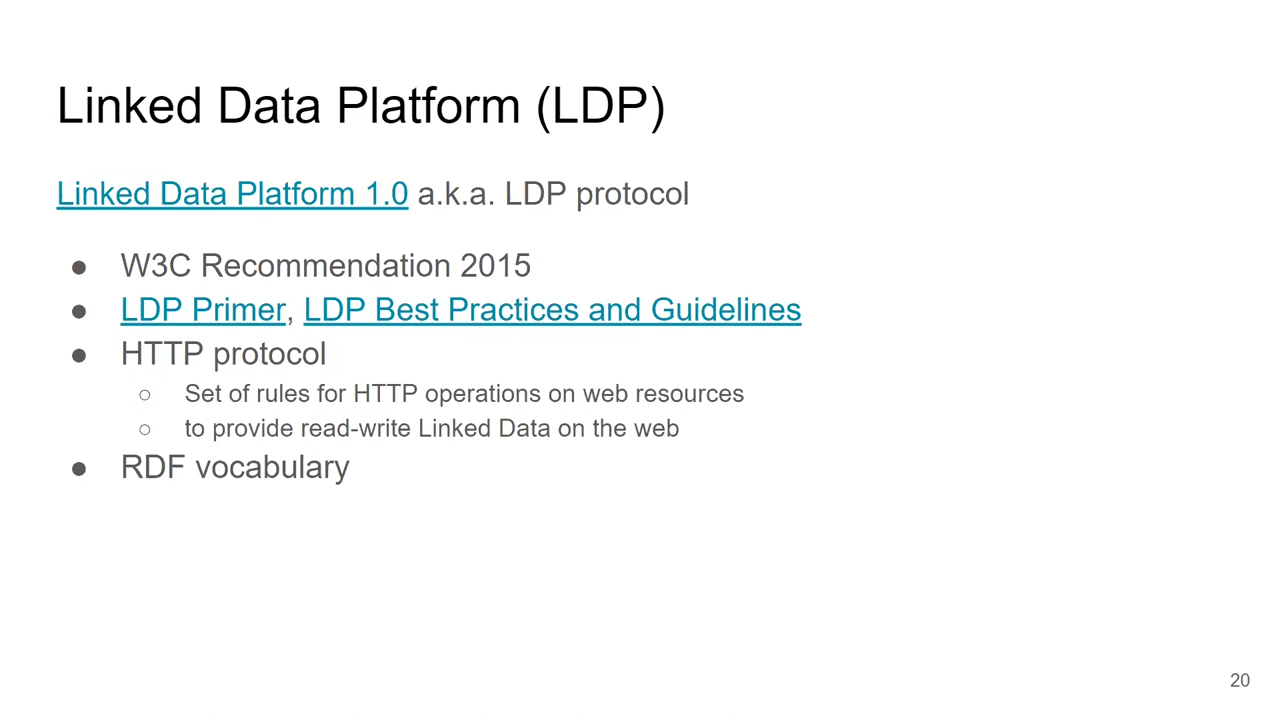 Linked Data Platform (LDP)
Linked Data Platform 1.0 a.k.a. LDP protocol
● W3C Recommendation 2015
● LDP Primer, LDP Best Practices and Guidelines
● HTTP protocol
○ Set of rules for HTTP operations on web resources
○ to provide read-write Linked Data on the web
● RDF vocabulary
20